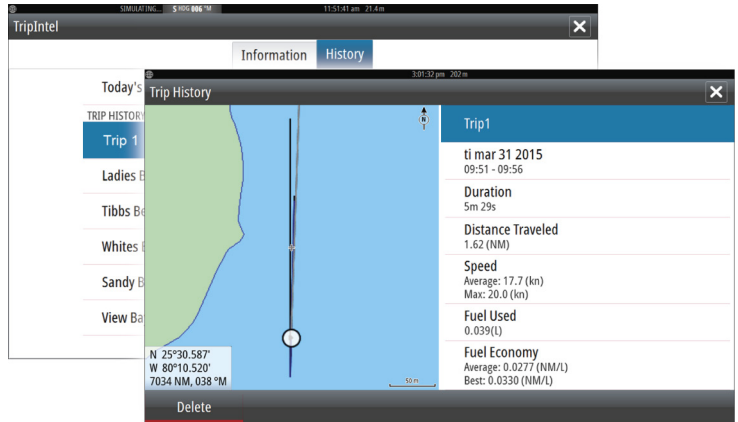 SIMULATING... S HDG 006 °M 11:51:41 am 21.4 m
TripIntel
Information History
Today's
TRIP HISTORY
Trip 1
Ladies
Tibbs Be
Whites
Sandy B
View Ba
3:01:32 pm 202 m
Trip History
N
T
Trip1
ti mar 31 2015
09:51 - 09:56
Duration
5m 29s
Distance Traveled
1.62 (NM)
Speed
Average: 17.7 (kn)
Max: 20.0 (kn)
Fuel Used
0.039(L)
Fuel Economy
Average: 0.0277 (NM/L)
Best: 0.0330 (NM/L)
N 25°30.587'
W 80°10.520'
7034 NM, 038 °M
50 m
Delete